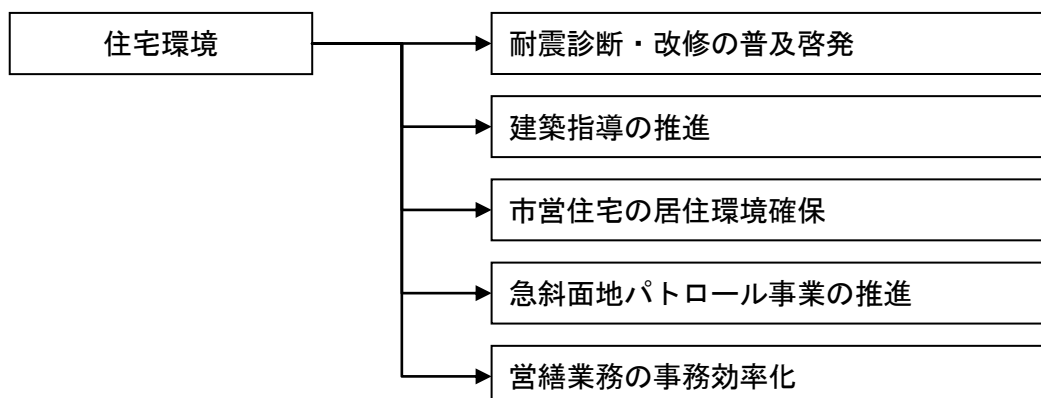 住宅環境
耐震診断・改修の普及啓発
建築指導の推進
市営住宅の居住環境確保
急斜面地パトロール事業の推進
営繕業務の事務効率化